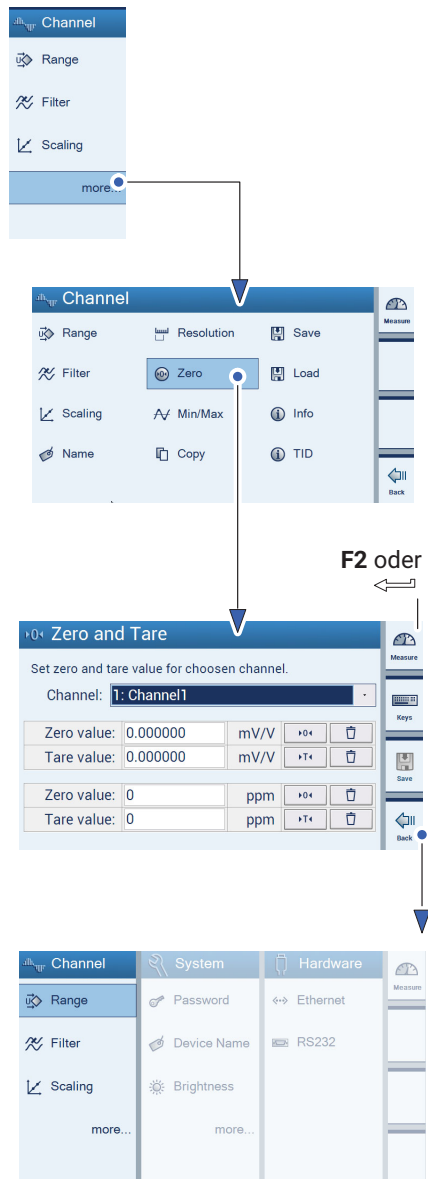 Channel
Range
Filter
Scaling
more...
Channel
Range
Resolution
Save
Filter
Zero
Load
Scaling
Min/Max
Info
Name
Copy
TID
Measure
Back
F2 oder
Zero and Tare
Set zero and tare value for choosen channel.
Channel: 1: Channel1
Zero value: 0.000000 mV/V ▸0◂
Tare value: 0.000000 mV/V ▸T◂
Zero value: 0 ppm ▸0◂
Tare value: 0 ppm ▸T◂
Measure
Keys
Save
Back
Channel System Hardware
Range Password Ethernet
Filter Device Name RS232
Scaling Brightness
more... more...
Measure